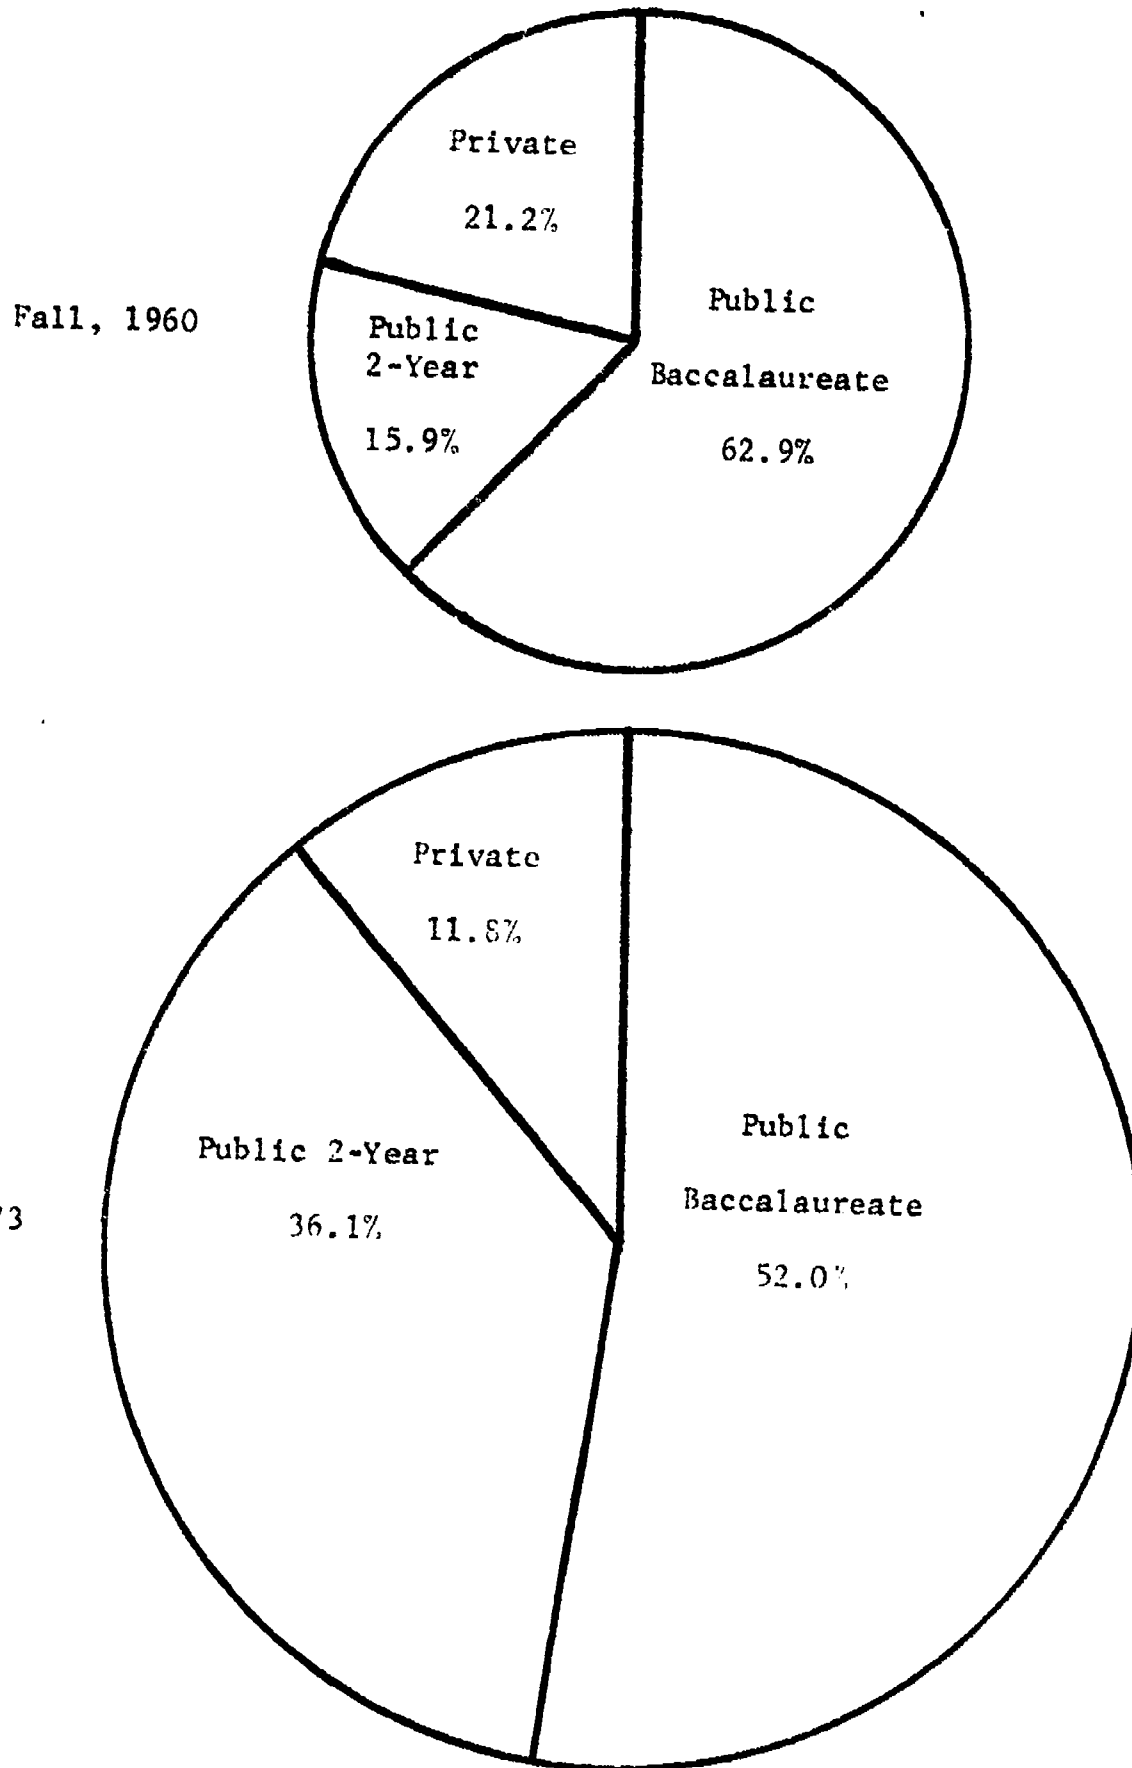 Private
21.2%
Fall, 1960
Public
2-Year
15.9%
Public
Baccalaureate
62.9%
Private
11.8%
Public 2-Year
36.1%
73
Public
Baccalaureate
52.0%